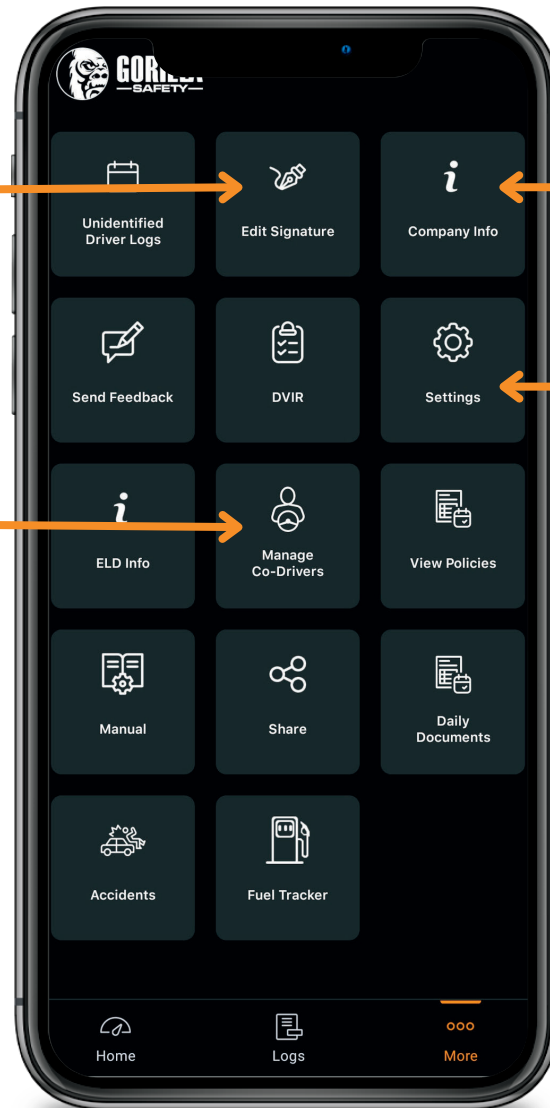 SAFETY
Unidentified
Driver Logs
Edit Signature
Company Info
Send Feedback
DVIR
Settings
ELD Info
Manage
Co-Drivers
View Policies
Manual
Share
Daily
Documents
Accidents
Fuel Tracker
Home
Logs
More